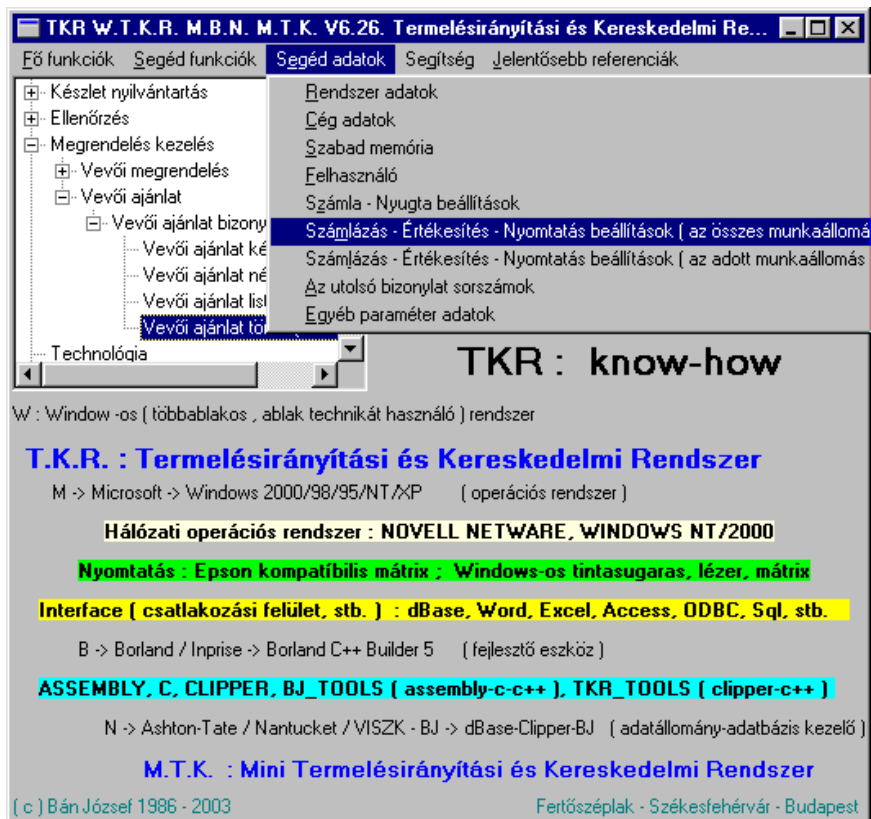 TKR W.T.K.R. M.B.N. M.T.K. V6.26. Termelésirányítási és Kereskedelmi Re...
Fő funkciók Segéd funkciók Segéd adatok Segítség Jelentősebb referenciák
Készlet nyilvántartás
Ellenőrzés
Megrendelés kezelés
Vevői megrendelés
Vevői ajánlat
Vevői ajánlat bizony
Vevői ajánlat ké
Vevői ajánlat né
Vevői ajánlat list
Vevői ajánlat tör
Technológia
Rendszer adatok
Cég adatok
Szabad memória
Felhasználó
Számla - Nyugta beállítások
Számlázás - Értékesítés - Nyomtatás beállítások ( az összes munkaállomá
Számlázás - Értékesítés - Nyomtatás beállítások ( az adott munkaállomás
Az utolsó bizonylat sorszámok
Egyéb paraméter adatok
TKR : know-how
W : Window -os ( többablakos , ablak technikát használó ) rendszer
T.K.R. : Termelésirányítási és Kereskedelmi Rendszer
M -> Microsoft -> Windows 2000/98/95/NT/XP ( operációs rendszer )
Hálózati operációs rendszer : NOVELL NETWARE, WINDOWS NT/2000
Nyomtatás : Epson kompatíbilis mátrix ; Windows-os tintasugaras, lézer, mátrix
Interface ( csatlakozási felület, stb. ) : dBase, Word, Excel, Access, ODBC, Sql, stb.
B -> Borland / Inprise -> Borland C++ Builder 5 ( fejlesztő eszköz )
ASSEMBLY, C, CLIPPER, BJ_TOOLS ( assembly-c-c++ ), TKR_TOOLS ( clipper-c++ )
N -> Ashton-Tate / Nantucket / VISZK - BJ -> dBase-Clipper-BJ ( adatállomány-adatbázis kezelő )
M.T.K. : Mini Termelésirányítási és Kereskedelmi Rendszer
( c ) Bán József 1986 - 2003
Fertőszéplak - Székesfehérvár - Budapest